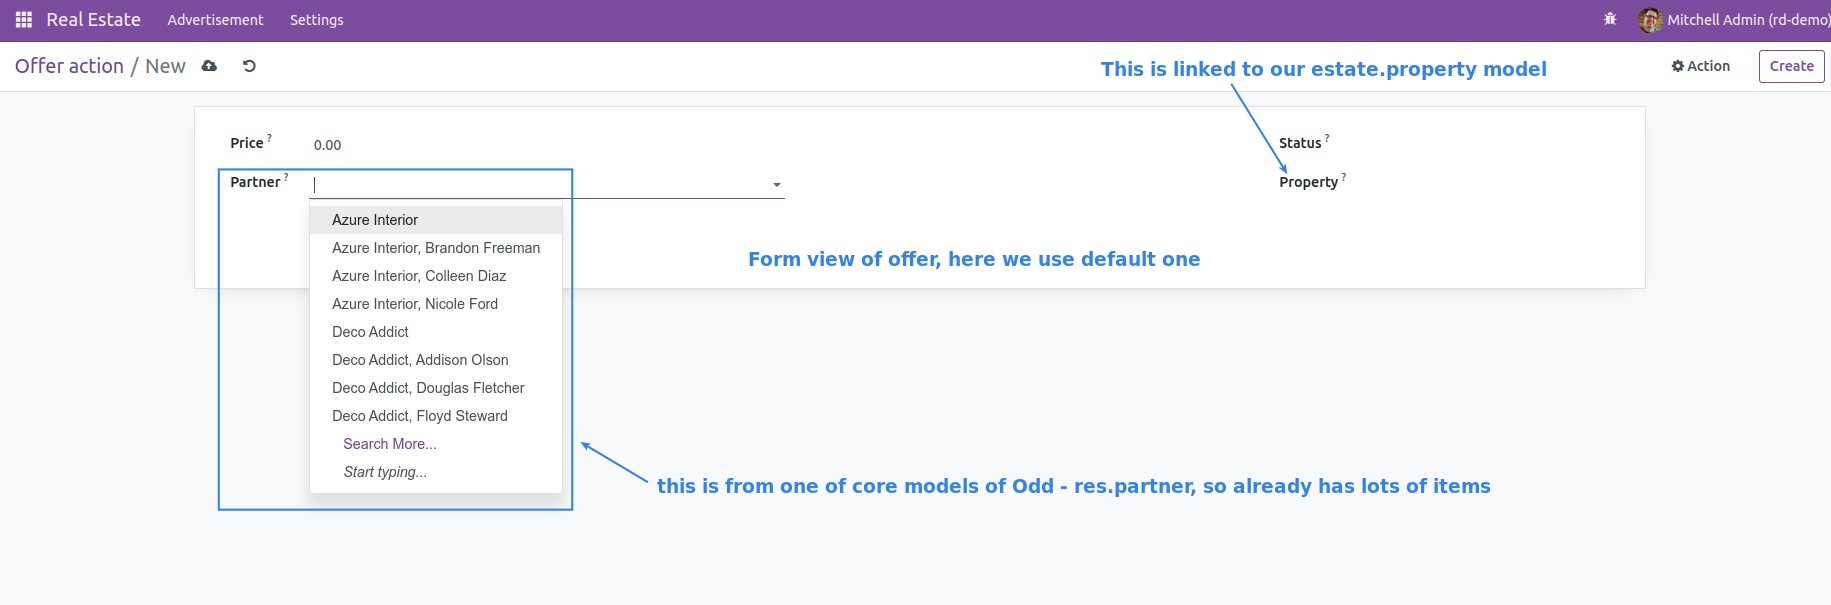 Real Estate Advertisement Settings Mitchell Admin (rd-demo)
Offer action / New Action Create
This is linked to our estate.property model
Price ? 0.00 Status ?
Partner ? Property ?
Azure Interior
Azure Interior, Brandon Freeman
Form view of offer, here we use default one
Azure Interior, Colleen Diaz
Azure Interior, Nicole Ford
Deco Addict
Deco Addict, Addison Olson
Deco Addict, Douglas Fletcher
Deco Addict, Floyd Steward
Search More...
Start typing...
this is from one of core models of Odd - res.partner, so already has lots of items